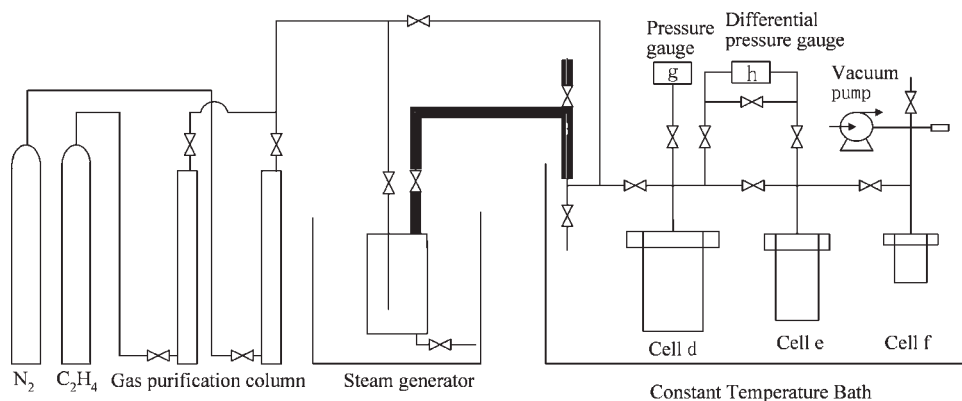 Pressure
gauge
g
Differential
pressure gauge
h
Vacuum
pump
N₂
C₂H₄
Gas purification column
Steam generator
Cell d
Cell e
Cell f
Constant Temperature Bath